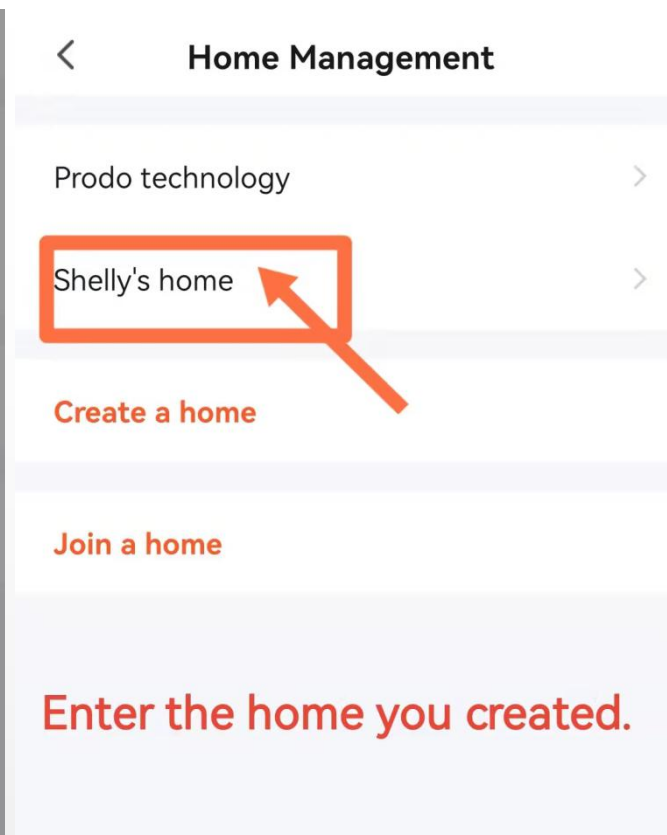 Home Management
Prodo technology
Shelly's home
Create a home
Join a home
Enter the home you created.